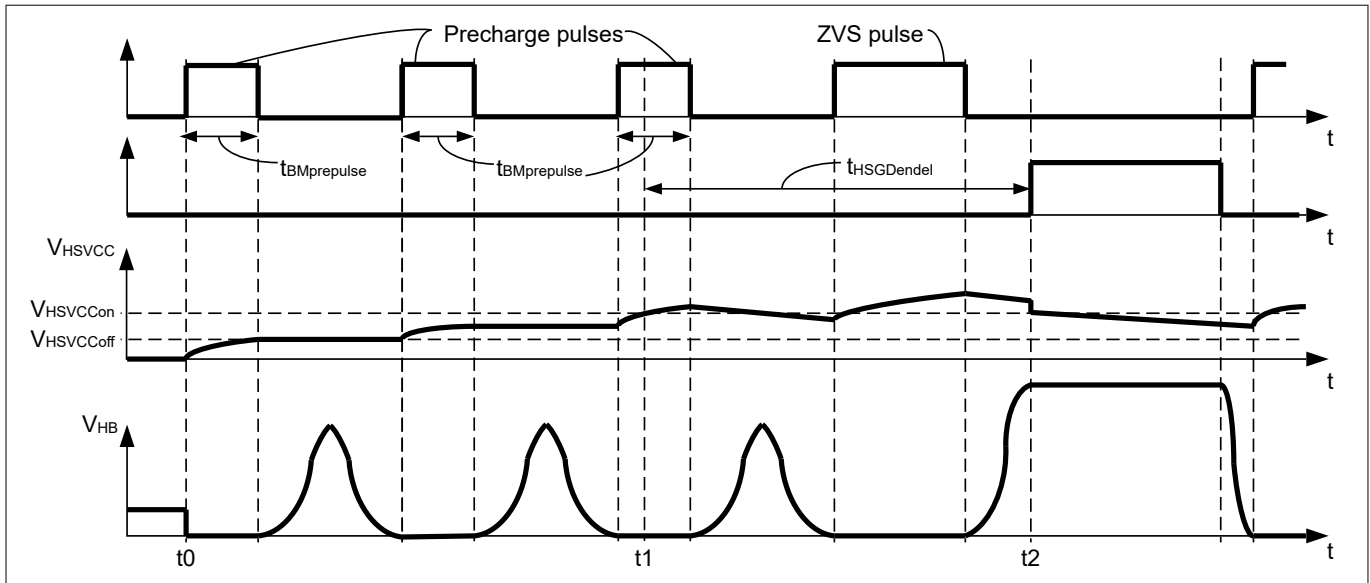 Precharge pulses
ZVS pulse
t
tBMprepulse
tBMprepulse
tHSGDendel
t
VHSVCC
VHSVCCon
VHSVCCoff
t
VHB
t
t0
t1
t2